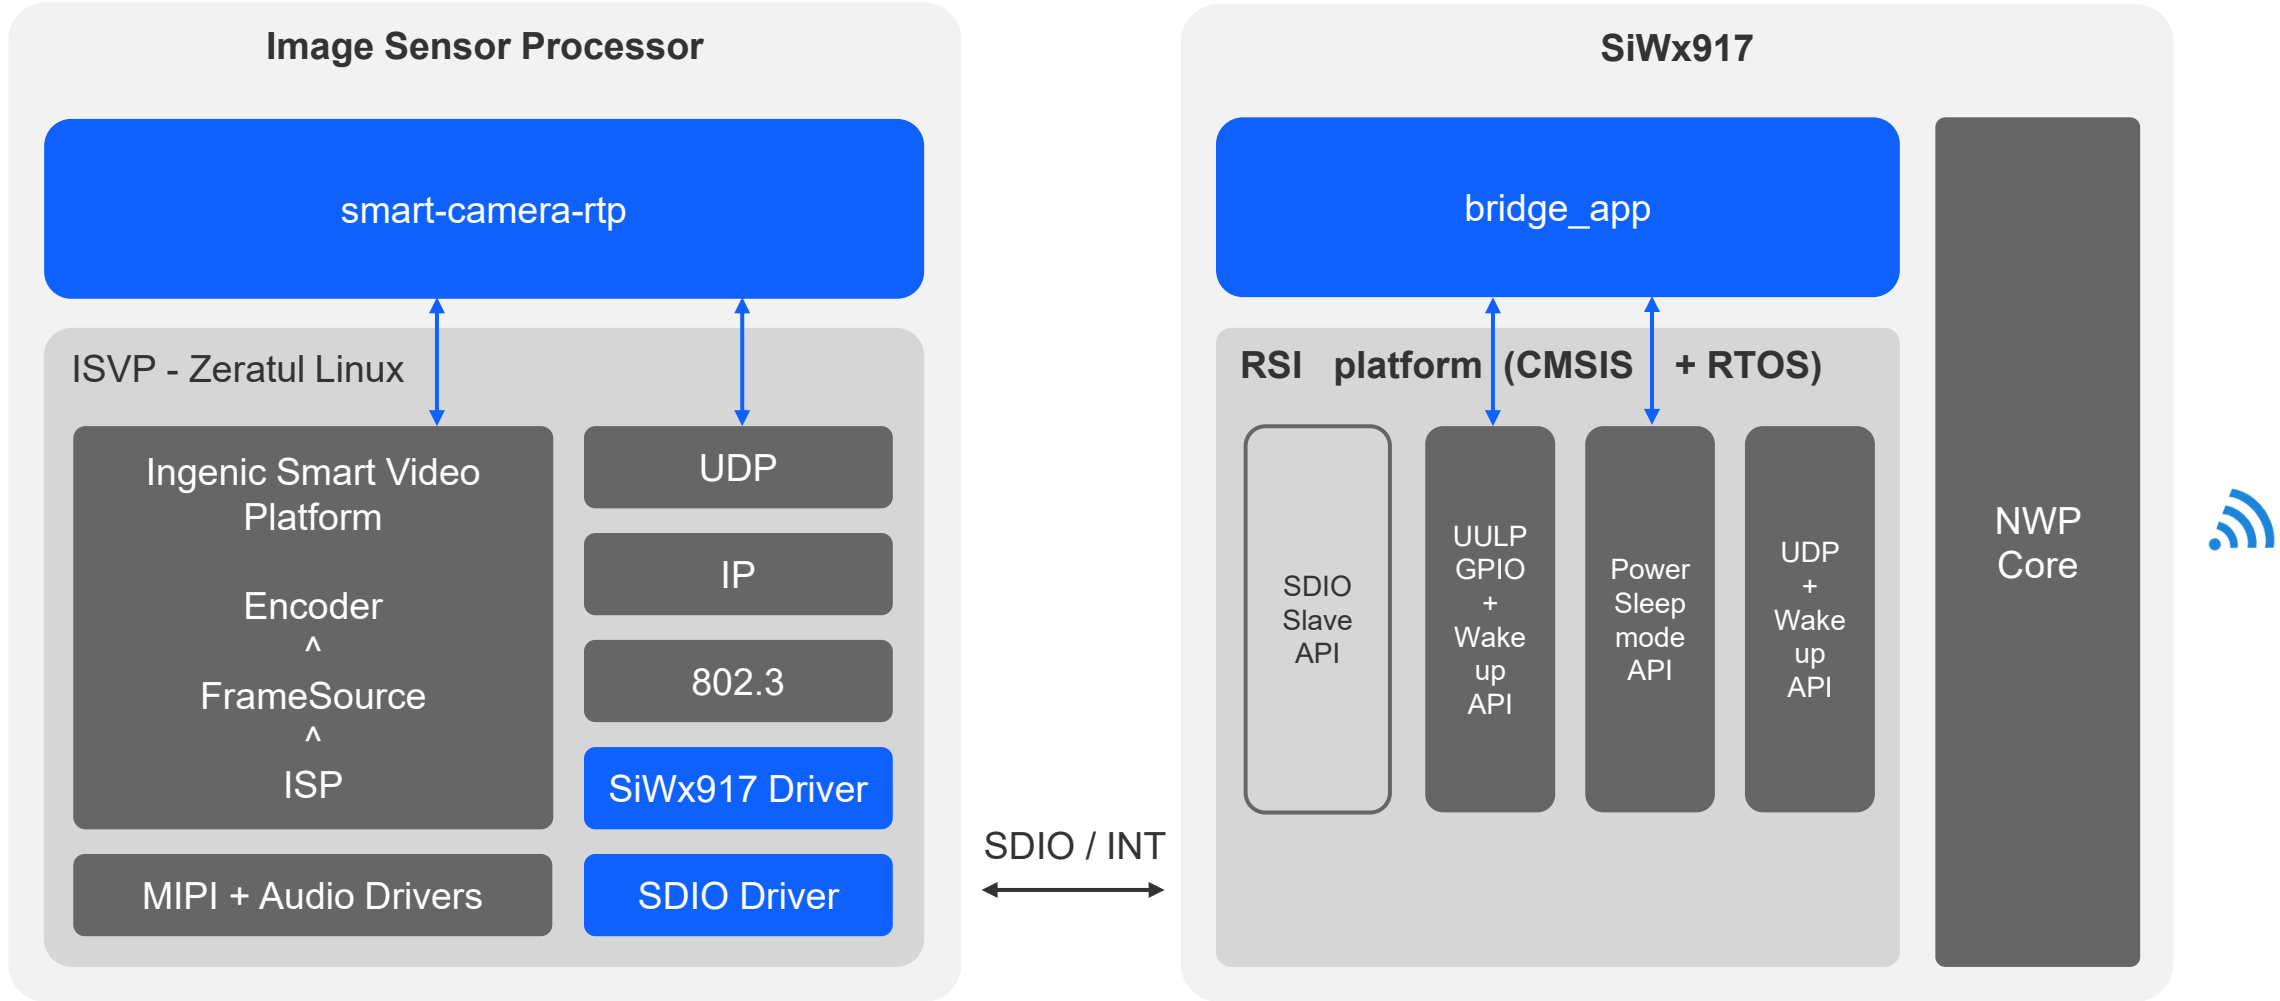 Image Sensor Processor
smart-camera-rtp
ISVP - Zeratul Linux
Ingenic Smart Video
Platform
Encoder
^
FrameSource
^
ISP
MIPI + Audio Drivers
UDP
IP
802.3
SiWx917 Driver
SDIO Driver
SDIO / INT
SiWx917
bridge_app
RSI platform (CMSIS + RTOS)
SDIO
Slave
API
UULP
GPIO
+
Wake
up
API
Power
Sleep
mode
API
UDP
+
Wake
up
API
NWP
Core